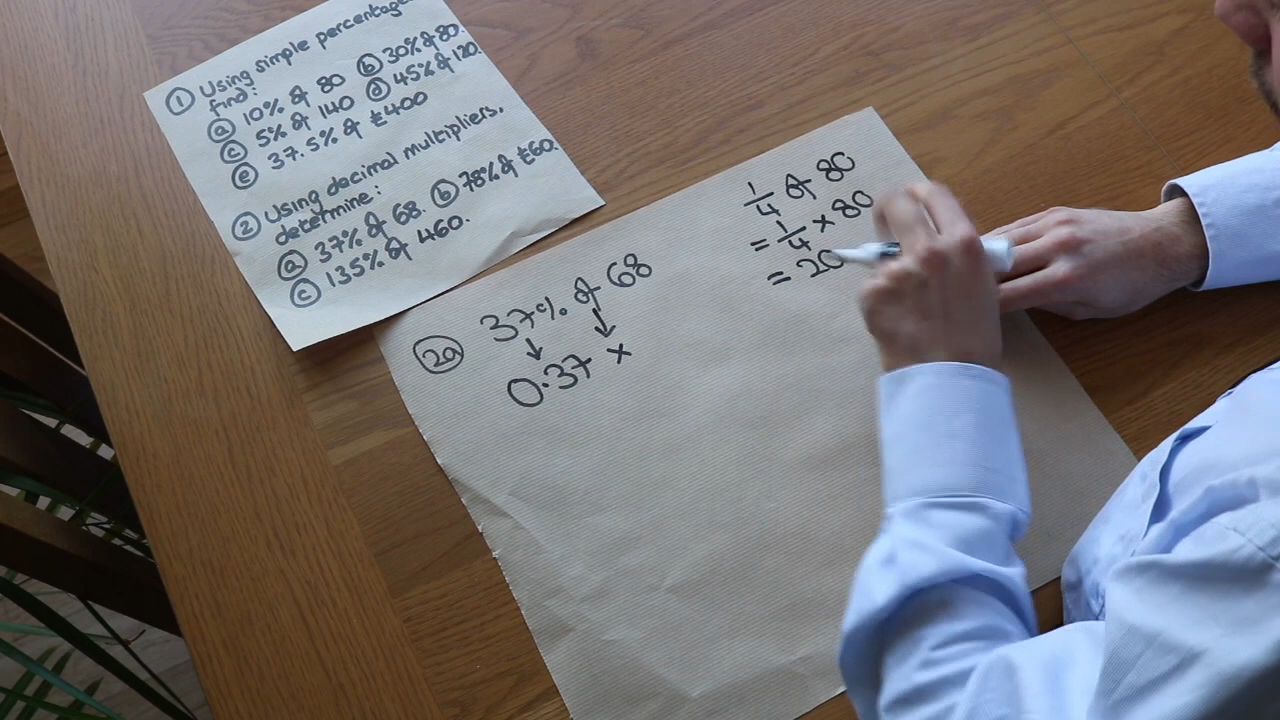 ① Using simple percentages
find:
ⓐ 10% of 80 ⓑ 30% of 80.
ⓒ 5% of 140 ⓓ 45% of 120.
ⓔ 37.5% of £400
② Using decimal multipliers,
determine:
ⓐ 37% of 68. ⓑ 78% of £60.
ⓒ 135% of 460.
2a 37% of 68
↓ ↓
0.37 ×
1/4 of 80
= 1/4 × 80
= 20